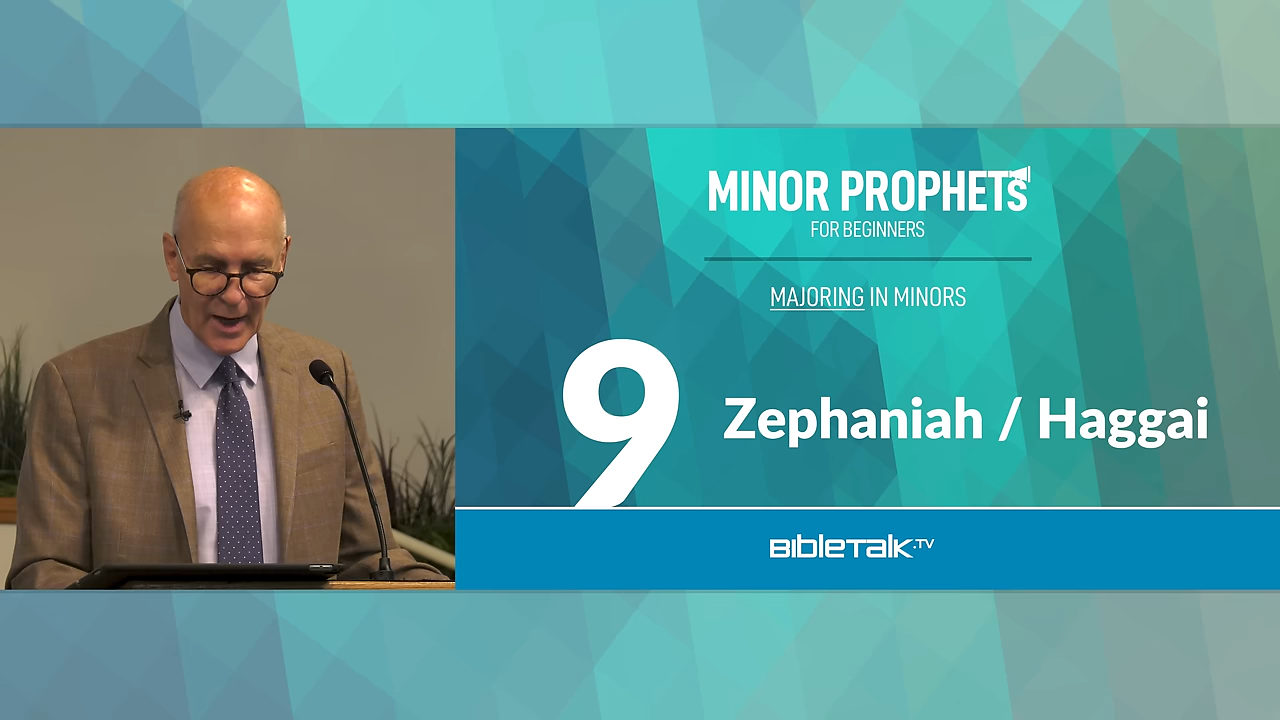 MINOR PROPHETS
FOR BEGINNERS
MAJORING IN MINORS
9 Zephaniah / Haggai
BIBLETALK.TV